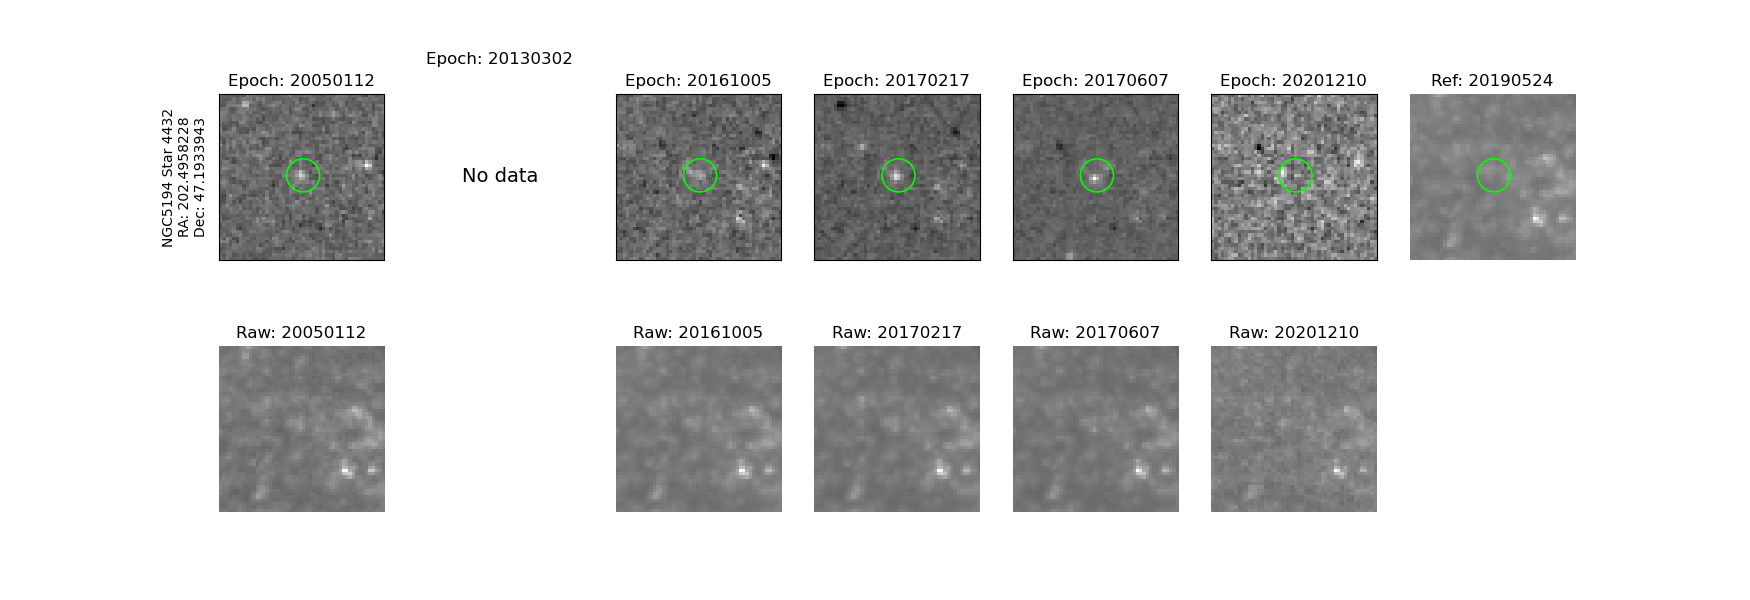 Epoch: 20130302
Epoch: 20050112
Epoch: 20161005
Epoch: 20170217
Epoch: 20170607
Epoch: 20201210
Ref: 20190524
NGC5194 Star 4432
RA: 202.4958228
Dec: 47.1933943
No data
Raw: 20050112
Raw: 20161005
Raw: 20170217
Raw: 20170607
Raw: 20201210